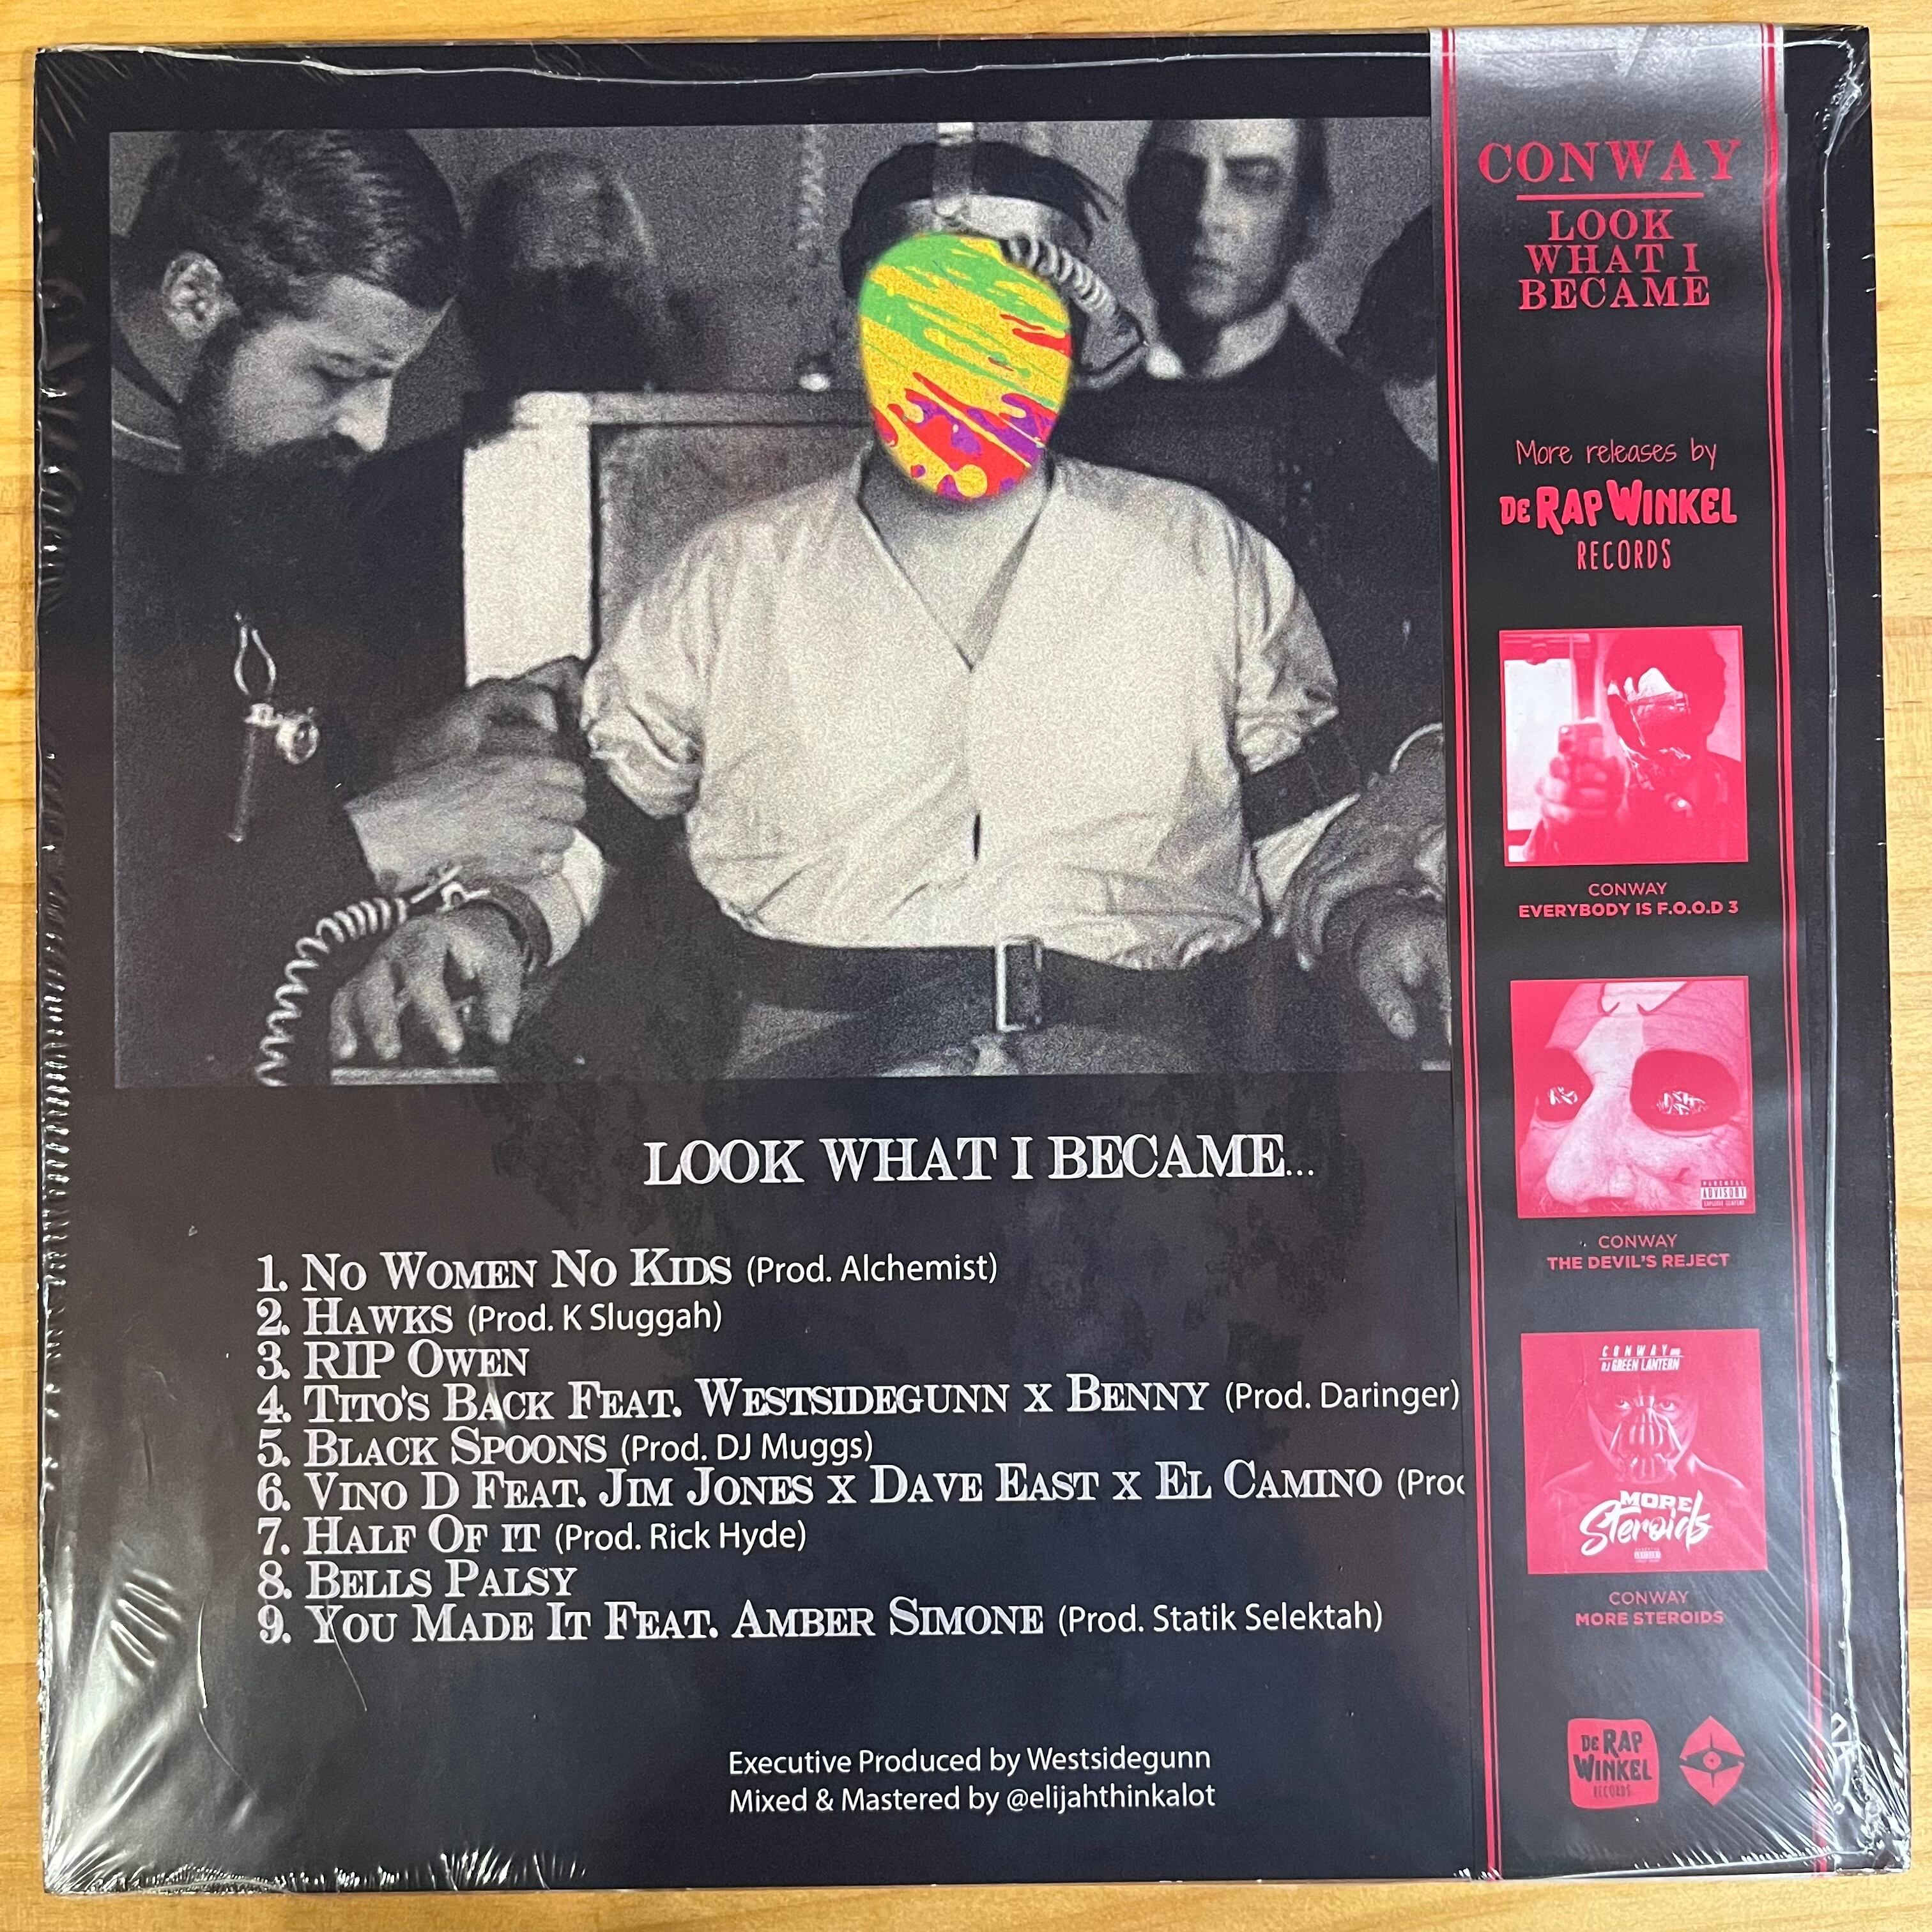 LOOK WHAT I BECAME...
1. NO WOMEN NO KIDS (Prod. Alchemist)
2. HAWKS (Prod. K Sluggah)
3. RIP OWEN
4. TITO'S BACK FEAT. WESTSIDEGUNN X BENNY (Prod. Daringer)
5. BLACK SPOONS (Prod. DJ Muggs)
6. VINO D FEAT. JIM JONES X DAVE EAST X EL CAMINO (Prod
7. HALF OF IT (Prod. Rick Hyde)
8. BELLS PALSY
9. YOU MADE IT FEAT. AMBER SIMONE (Prod. Statik Selektah)
Executive Produced by Westsidegunn
Mixed & Mastered by @elijahthinkalot
CONWAY
LOOK
WHAT I
BECAME
More releases by
DE RAP WINKEL
RECORDS
CONWAY
EVERYBODY IS F.O.O.D 3
PARENTAL
ADVISORY
EXPLICIT CONTENT
CONWAY
THE DEVIL'S REJECT
CONWAY
DJ GREEN LANTERN
MORE
Steroids
CONWAY
MORE STEROIDS
DE RAP
WINKEL
RECORDS